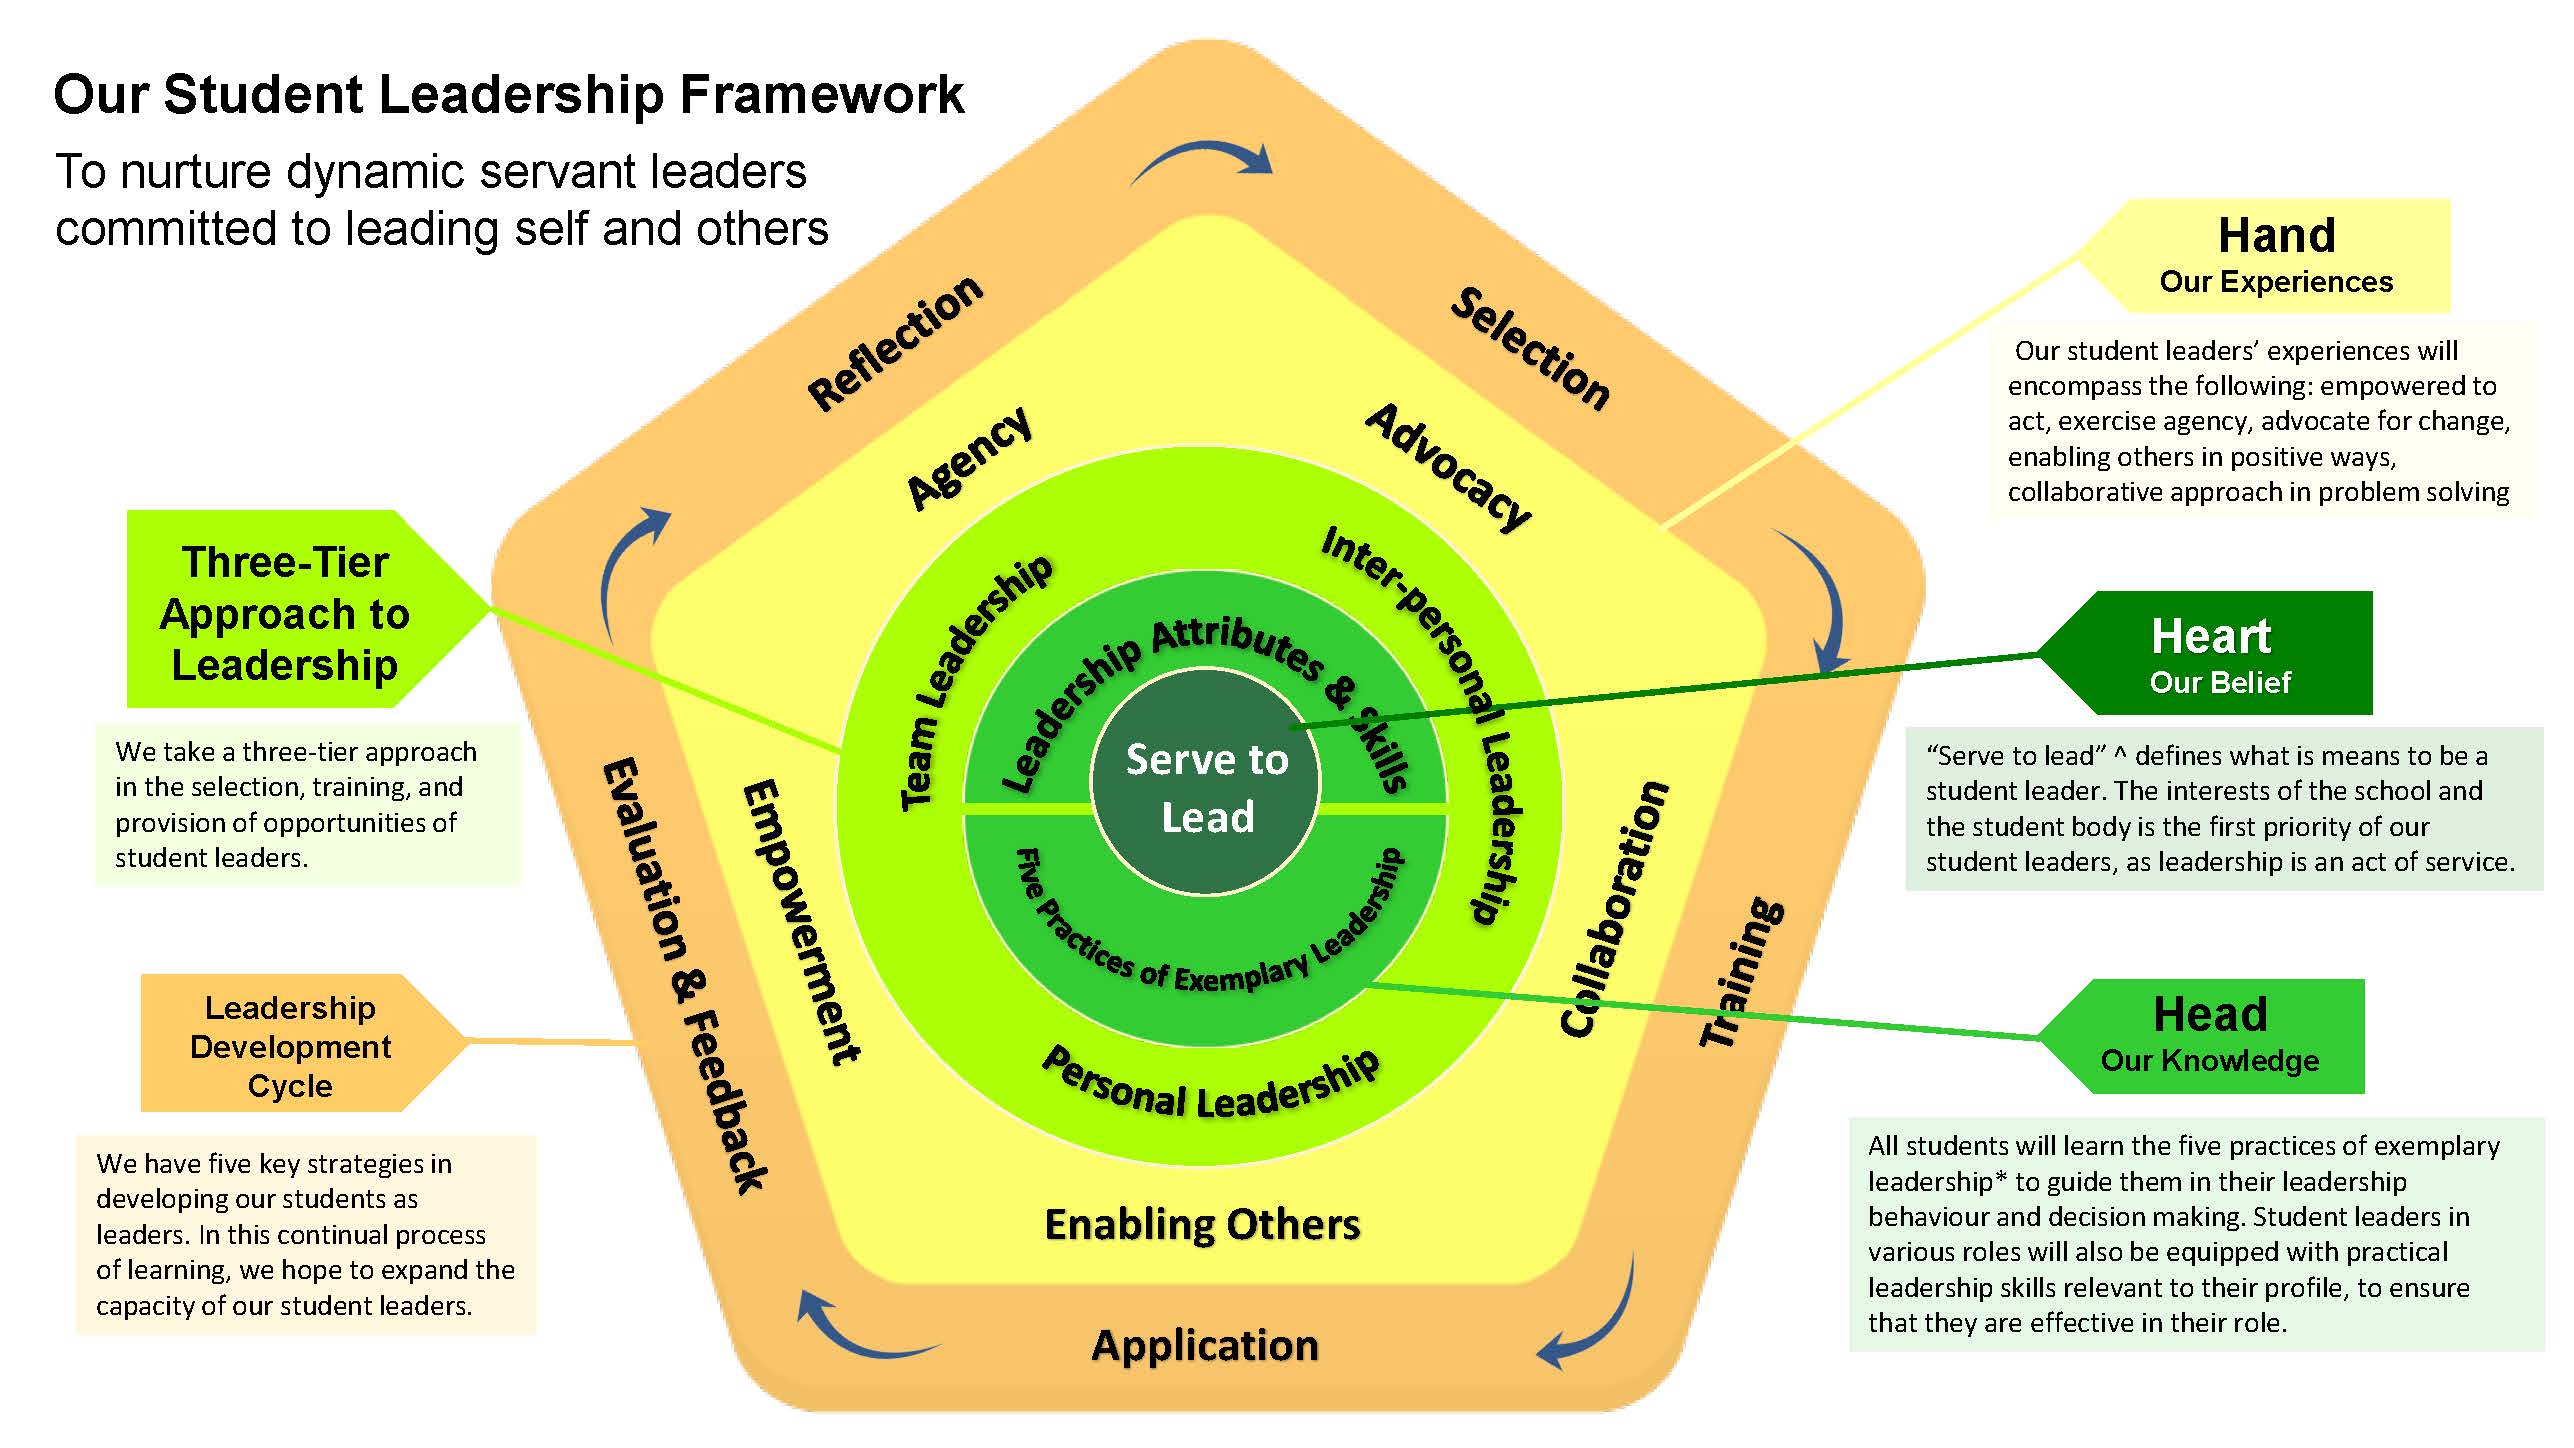 Our Student Leadership Framework
To nurture dynamic servant leaders
committed to leading self and others
Reflection
Selection
Agency
Advocacy
Team Leadership
Inter-personal Leadership
Leadership Attributes & Skills
Serve to
Lead
Five Practices of Exemplary Leadership
Personal Leadership
Empowerment
Collaboration
Evaluation & Feedback
Training
Enabling Others
Application
Three-Tier
Approach to
Leadership
We take a three-tier approach
in the selection, training, and
provision of opportunities of
student leaders.
Leadership
Development
Cycle
We have five key strategies in
developing our students as
leaders. In this continual process
of learning, we hope to expand the
capacity of our student leaders.
Hand
Our Experiences
Our student leaders’ experiences will
encompass the following: empowered to
act, exercise agency, advocate for change,
enabling others in positive ways,
collaborative approach in problem solving
Heart
Our Belief
“Serve to lead” ^ defines what is means to be a
student leader. The interests of the school and
the student body is the first priority of our
student leaders, as leadership is an act of service.
Head
Our Knowledge
All students will learn the five practices of exemplary
leadership* to guide them in their leadership
behaviour and decision making. Student leaders in
various roles will also be equipped with practical
leadership skills relevant to their profile, to ensure
that they are effective in their role.